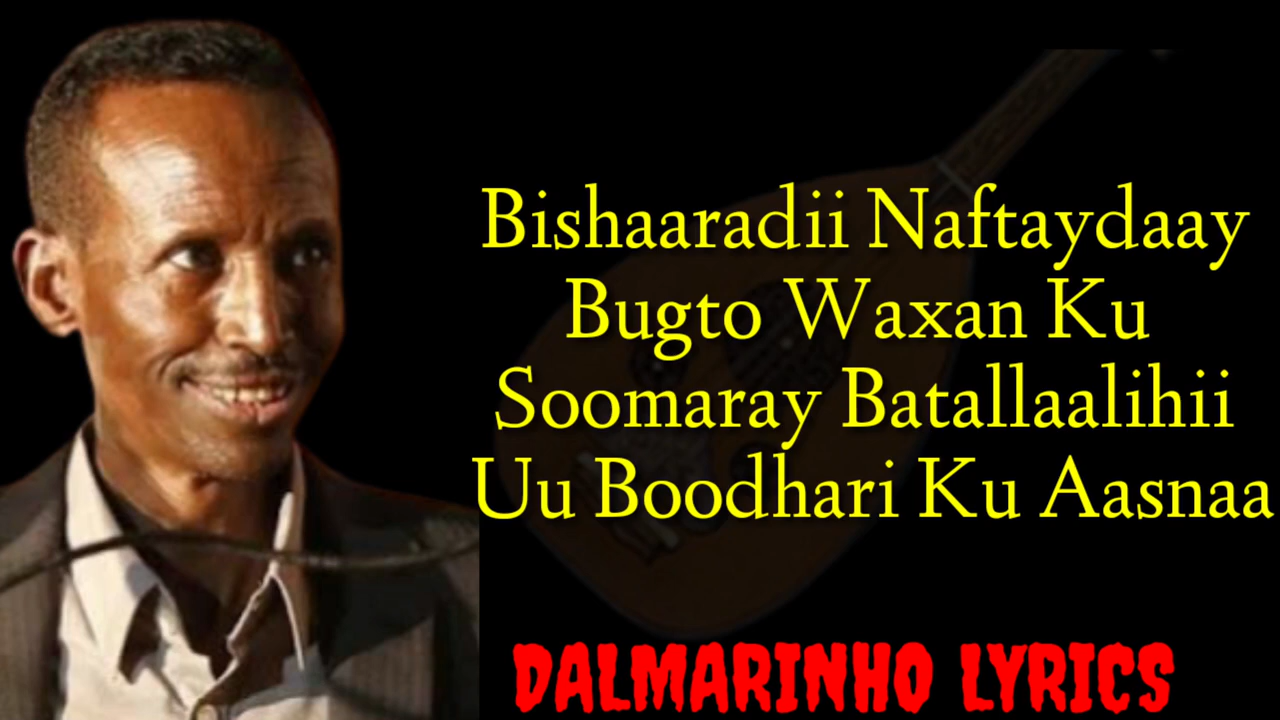 Bishaaradii Naftaydaay
Bugto Waxan Ku
Soomaray Batallaalihii
Uu Boodhari Ku Aasnaa
DALMARINHO LYRICS